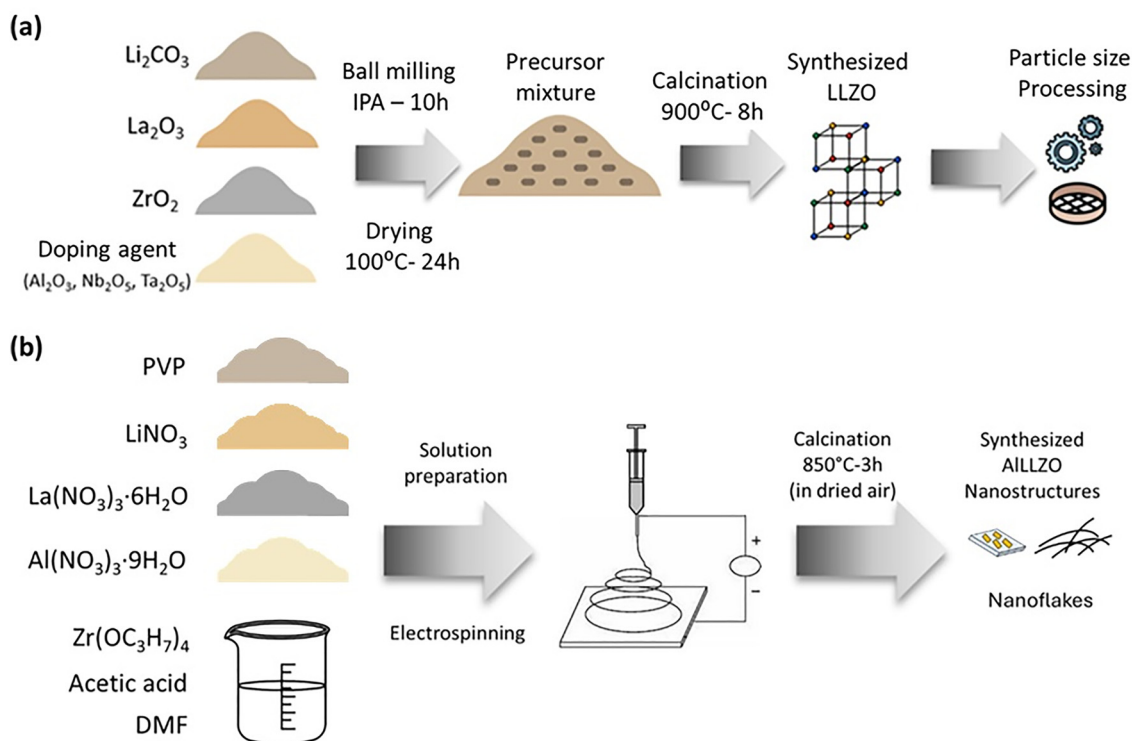 (a)
Li₂CO₃
La₂O₃
ZrO₂
Doping agent
(Al₂O₃, Nb₂O₅, Ta₂O₅)
Ball milling
IPA – 10h
Drying
100⁰C- 24h
Precursor
mixture
Calcination
900⁰C- 8h
Synthesized
LLZO
Particle size
Processing
(b)
PVP
LiNO₃
La(NO₃)₃·6H₂O
Al(NO₃)₃·9H₂O
Zr(OC₃H₇)₄
Acetic acid
DMF
Solution
preparation
Electrospinning
+
–
Calcination
850°C-3h
(in dried air)
Synthesized
AlLLZO
Nanostructures
Nanoflakes